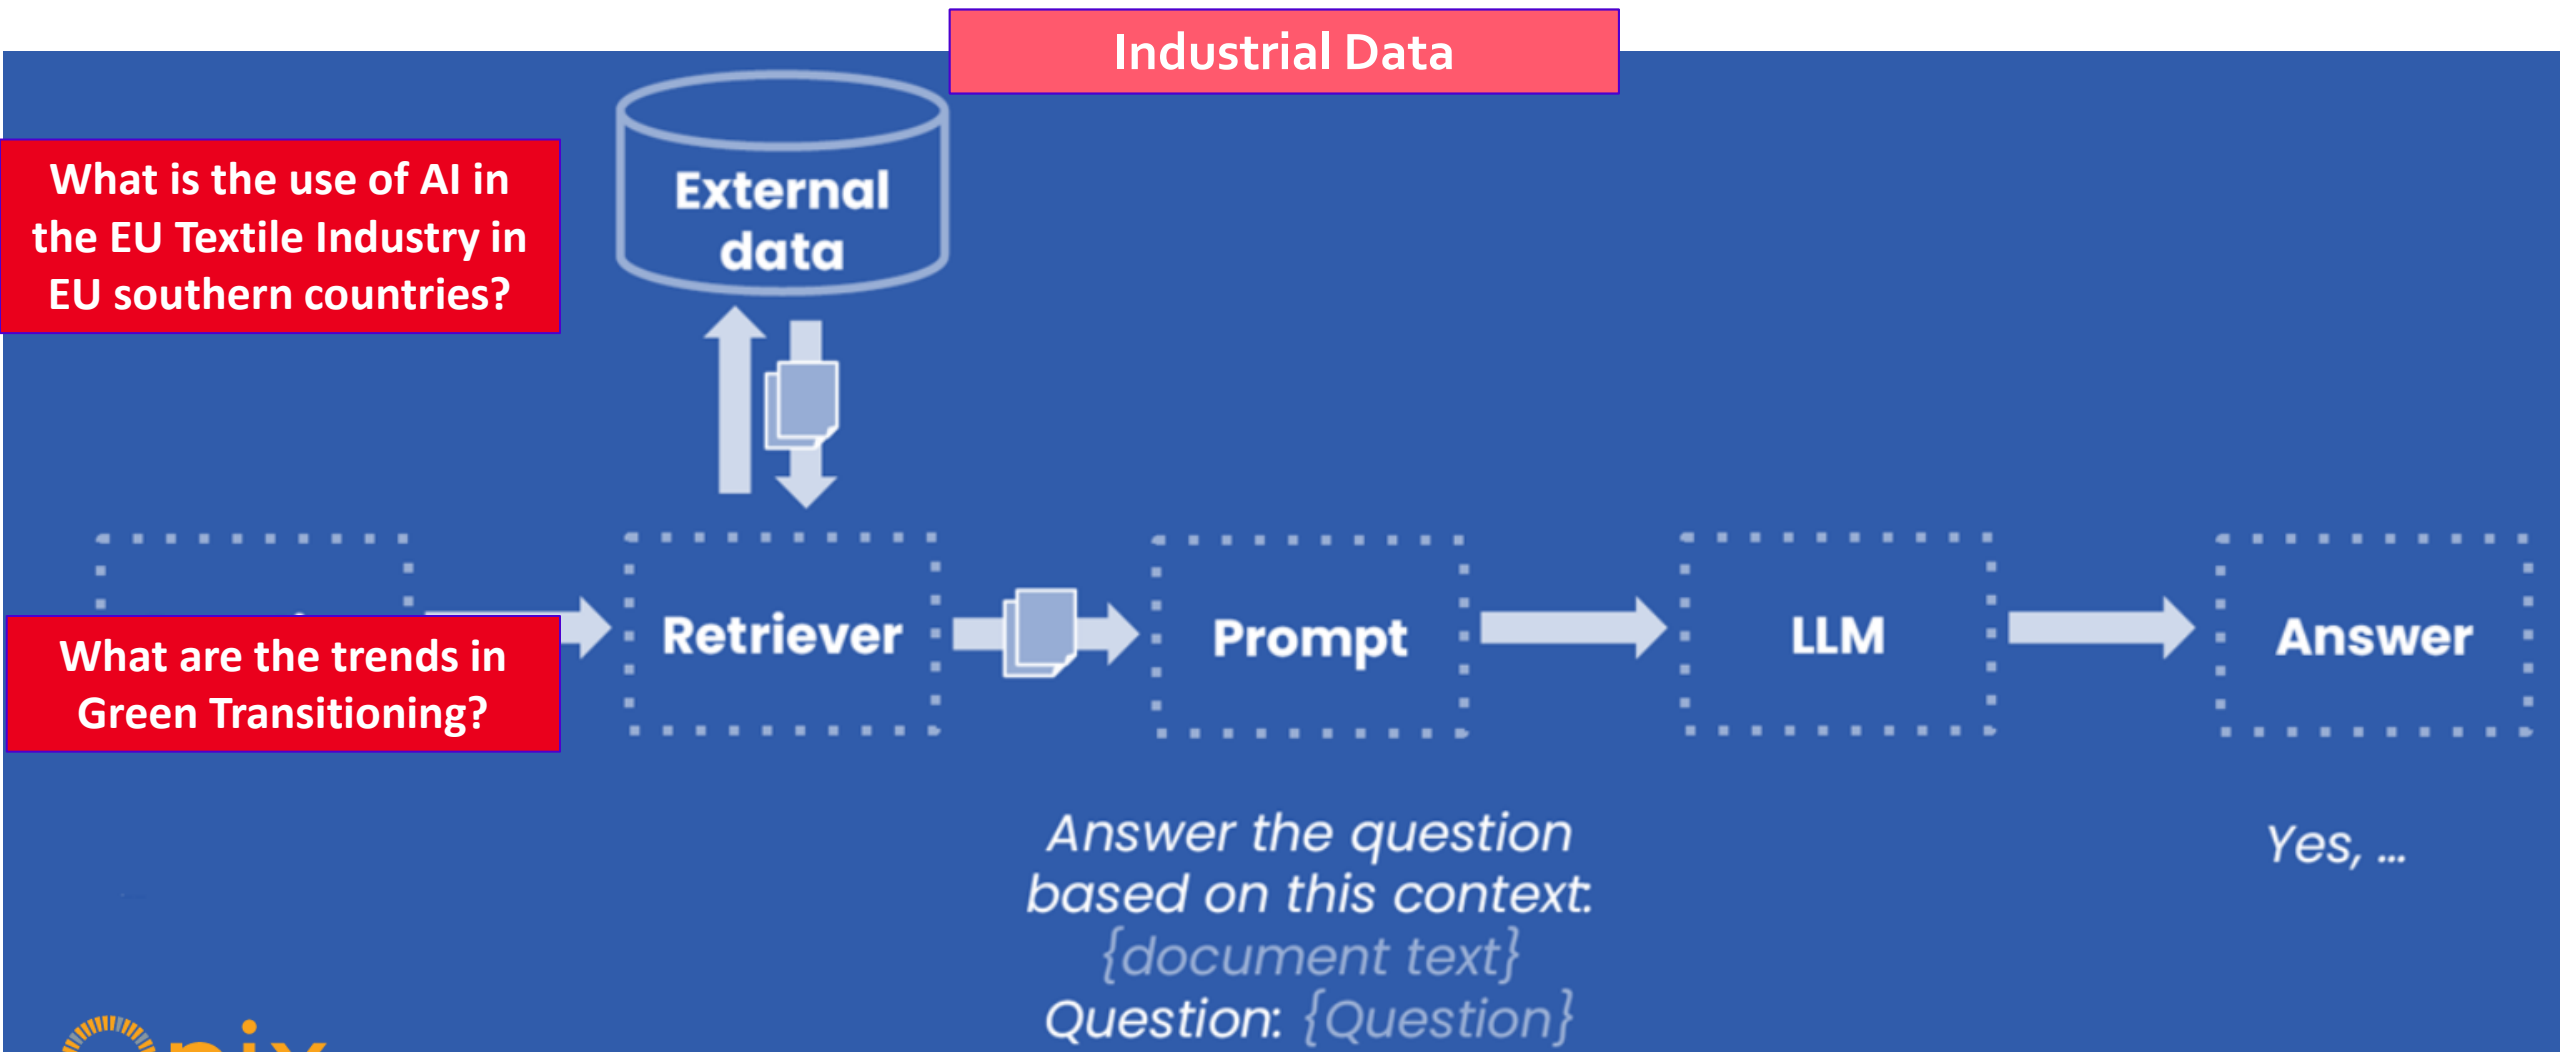 Industrial Data
What is the use of AI in
the EU Textile Industry in
EU southern countries?
External
data
What are the trends in
Green Transitioning?
Retriever
Prompt
LLM
Answer
Answer the question
based on this context:
{document text}
Question: {Question}
Yes, ...